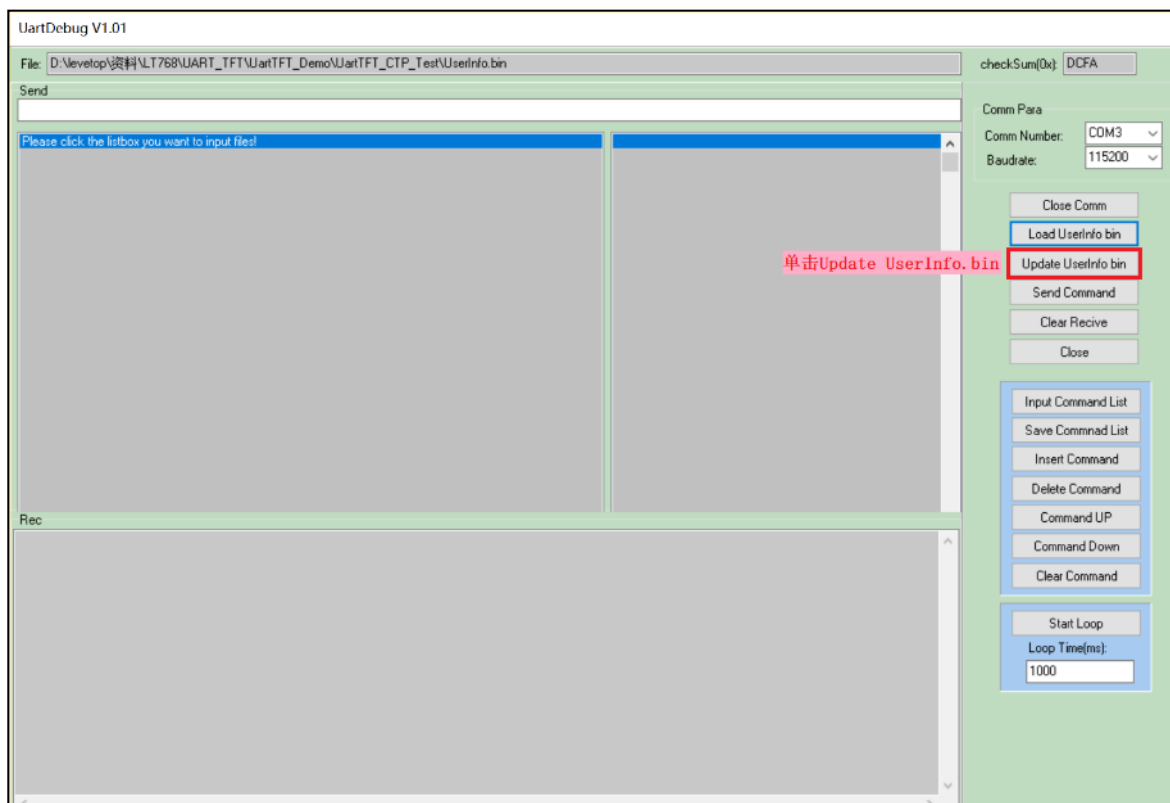 UartDebug V1.01
File: D:\levetop\资料\LT768\UART_TFT\UartTFT_Demo\UartTFT_CTP_Test\UserInfo.bin
checkSum(0x): DCFA
Send
Please click the listbox you want to input files!
Comm Para
Comm Number: COM3
Baudrate: 115200
Close Comm
Load UserInfo bin
单击Update UserInfo.bin
Update UserInfo bin
Send Command
Clear Recive
Close
Input Command List
Save Commnad List
Insert Command
Delete Command
Command UP
Command Down
Clear Command
Rec
Start Loop
Loop Time(ms):
1000